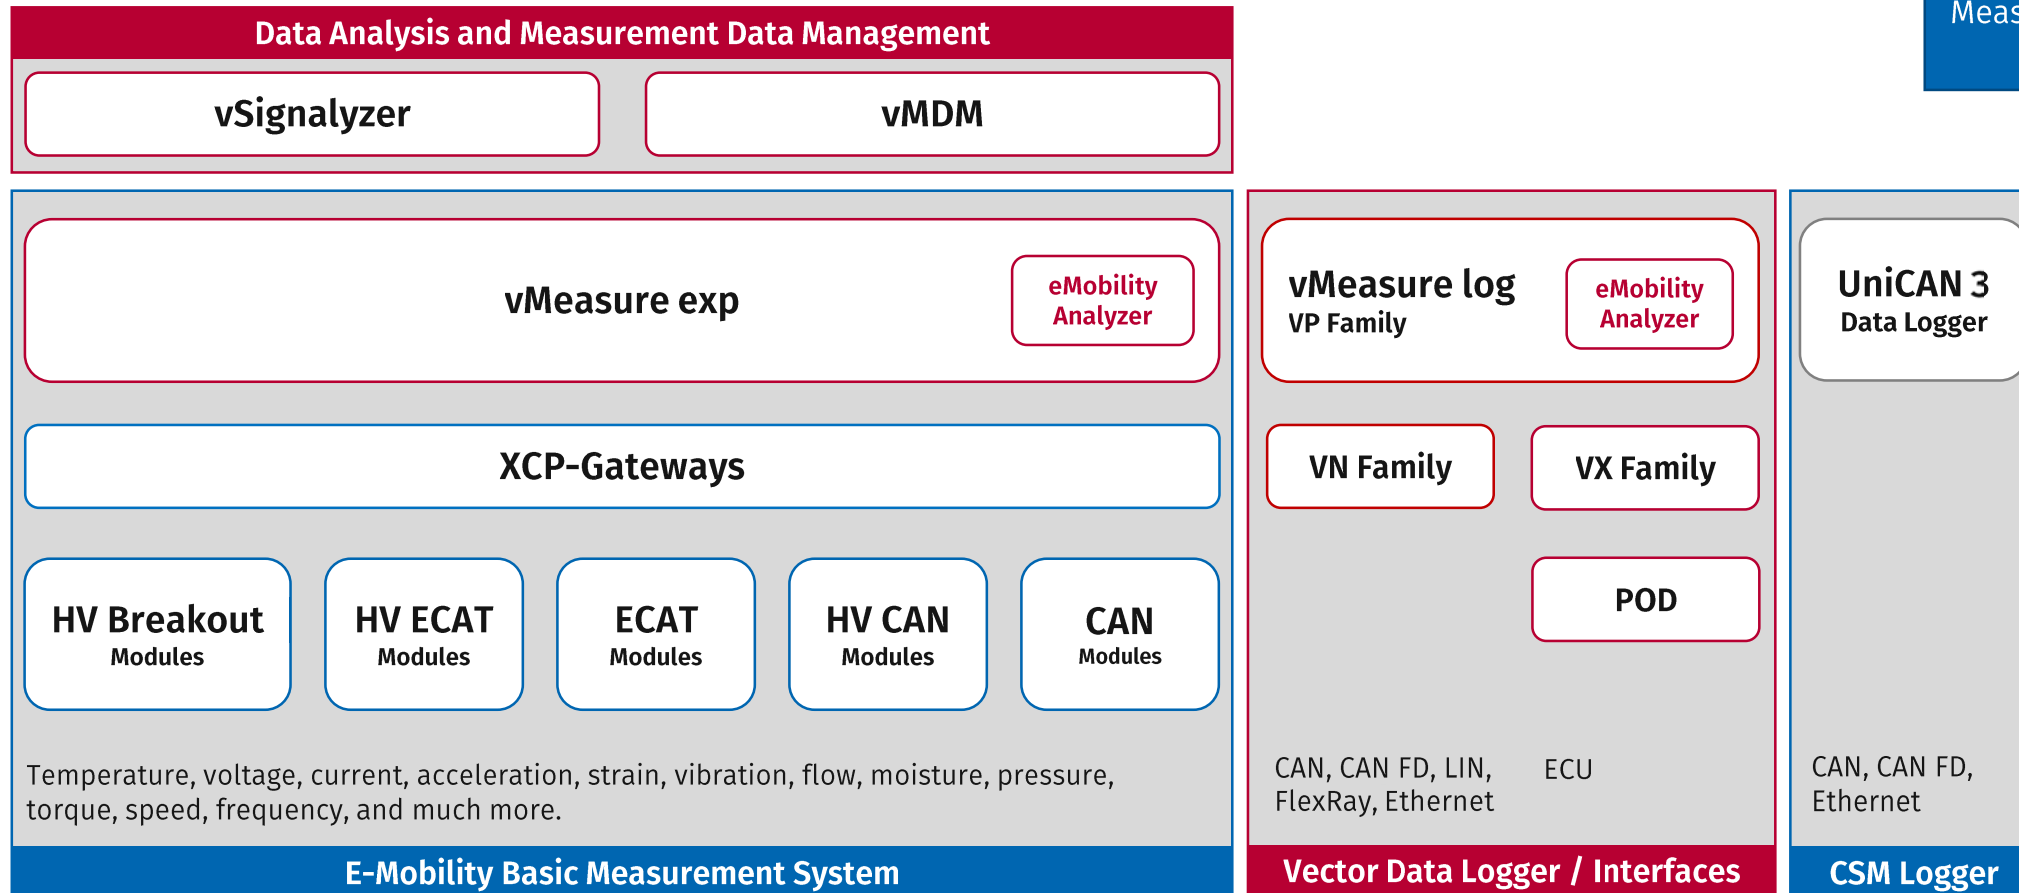 Data Analysis and Measurement Data Management
vSignalyzer
vMDM
vMeasure exp
eMobility
Analyzer
XCP-Gateways
HV Breakout
Modules
HV ECAT
Modules
ECAT
Modules
HV CAN
Modules
CAN
Modules
Temperature, voltage, current, acceleration, strain, vibration, flow, moisture, pressure,
torque, speed, frequency, and much more.
E-Mobility Basic Measurement System
vMeasure log
VP Family
eMobility
Analyzer
VN Family
VX Family
POD
CAN, CAN FD, LIN,
FlexRay, Ethernet
ECU
Vector Data Logger / Interfaces
UniCAN 3
Data Logger
CAN, CAN FD,
Ethernet
CSM Logger